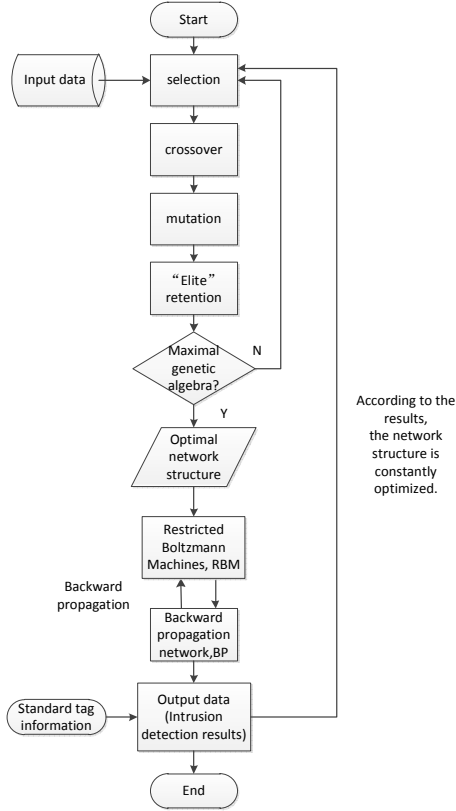 Start
Input data
selection
crossover
mutation
“Elite”
retention
Maximal
genetic
algebra?
N
Y
Optimal
network
structure
According to the
results,
the network
structure is
constantly
optimized.
Restricted
Boltzmann
Machines, RBM
Backward
propagation
Backward
propagation
network,BP
Standard tag
information
Output data
(Intrusion
detection results)
End